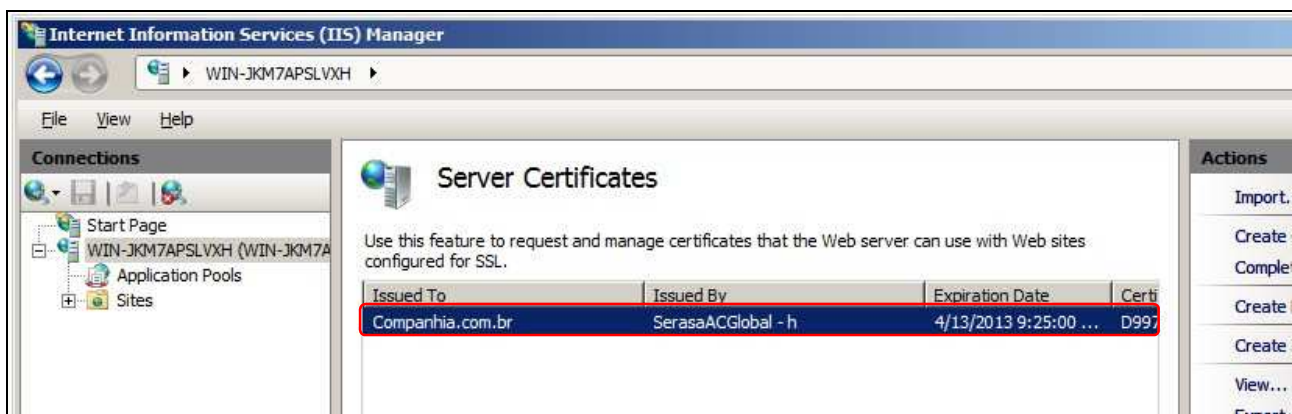 Internet Information Services (IIS) Manager
WIN-JKM7APSLVXH
File View Help
Connections
Start Page
WIN-JKM7APSLVXH (WIN-JKM7A
Application Pools
Sites
Server Certificates
Use this feature to request and manage certificates that the Web server can use with Web sites
configured for SSL.
Issued To Issued By Expiration Date Certi
Companhia.com.br SerasaACGlobal - h 4/13/2013 9:25:00 ... D997
Actions
Import.
Create
Complet
Create
Create
View...